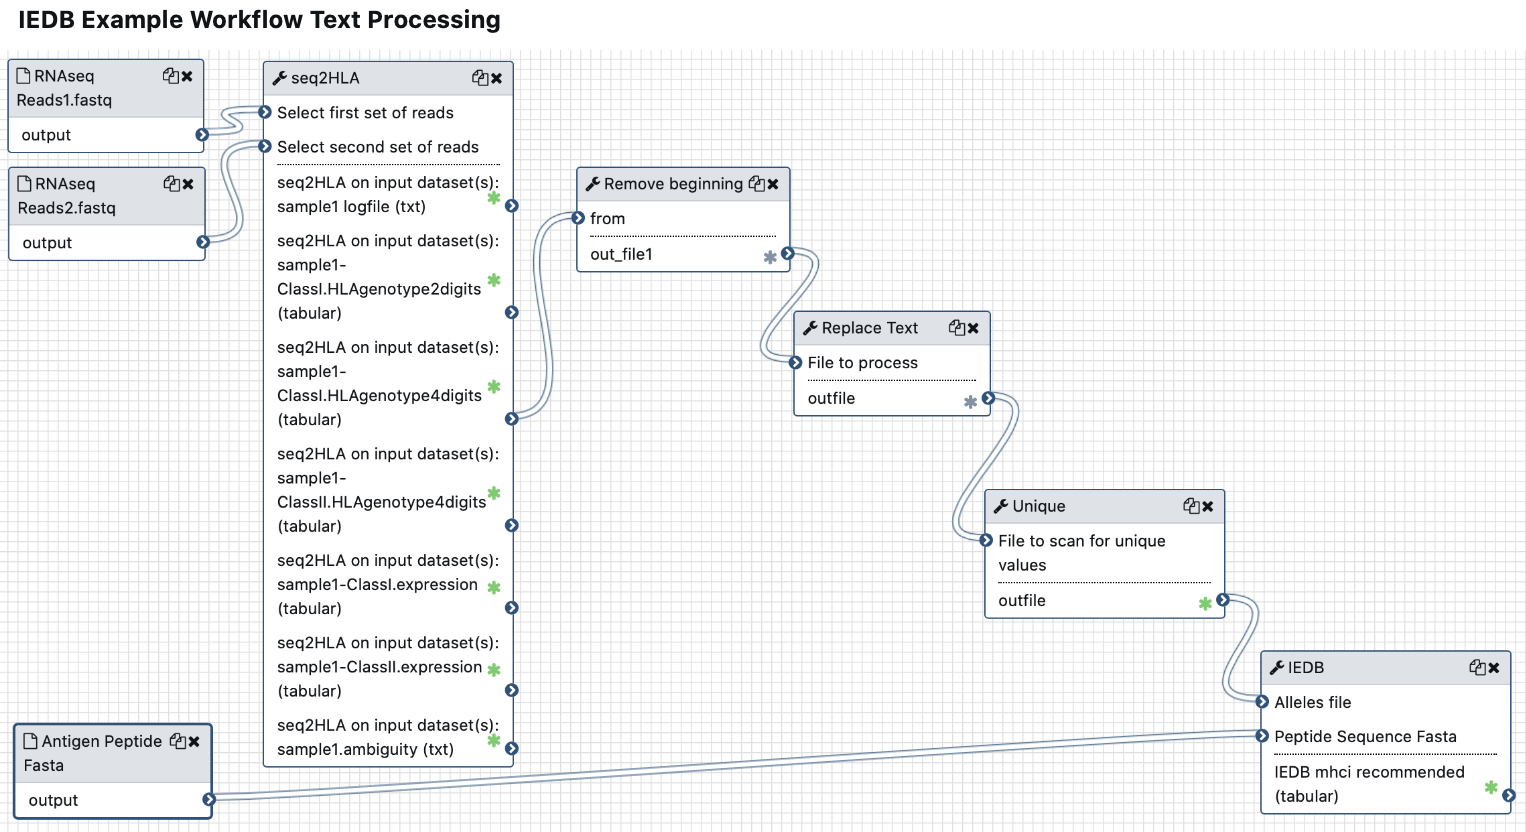 IEDB Example Workflow Text Processing
RNAseq
Reads1.fastq
output
RNAseq
Reads2.fastq
output
seq2HLA
Select first set of reads
Select second set of reads
seq2HLA on input dataset(s):
sample1 logfile (txt)
seq2HLA on input dataset(s):
sample1-
ClassI.HLAgenotype2digits
(tabular)
seq2HLA on input dataset(s):
sample1-
ClassI.HLAgenotype4digits
(tabular)
seq2HLA on input dataset(s):
sample1-
ClassII.HLAgenotype4digits
(tabular)
seq2HLA on input dataset(s):
sample1-ClassI.expression
(tabular)
seq2HLA on input dataset(s):
sample1-ClassII.expression
(tabular)
seq2HLA on input dataset(s):
sample1.ambiguity (txt)
Remove beginning
from
out_file1
Replace Text
File to process
outfile
Unique
File to scan for unique
values
outfile
Antigen Peptide
Fasta
output
IEDB
Alleles file
Peptide Sequence Fasta
IEDB mhci recommended
(tabular)